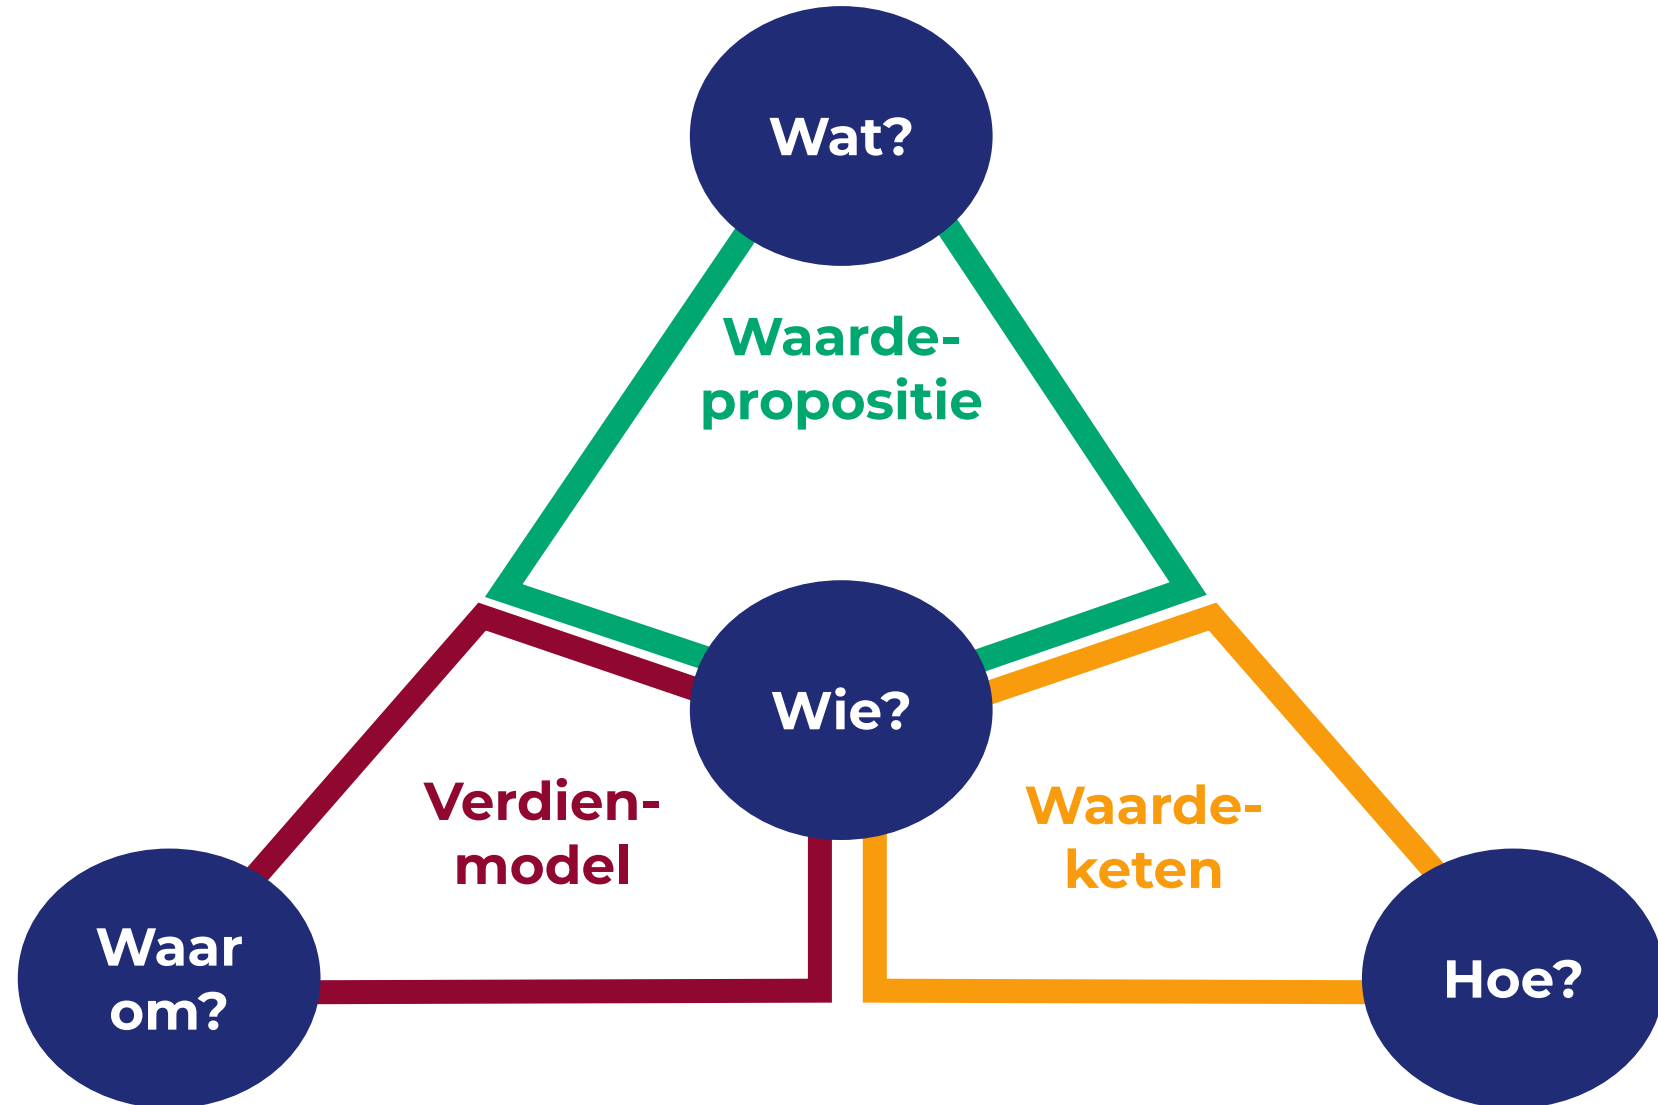 Wat?
Waarde-
propositie
Wie?
Verdien-
model
Waarde-
keten
Waar
om?
Hoe?